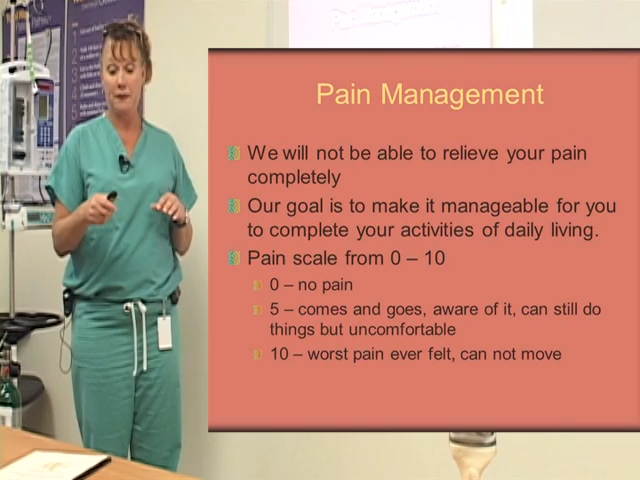 Pain Management
We will not be able to relieve your pain
completely
Our goal is to make it manageable for you
to complete your activities of daily living.
Pain scale from 0 – 10
0 – no pain
5 – comes and goes, aware of it, can still do
things but uncomfortable
10 – worst pain ever felt, can not move